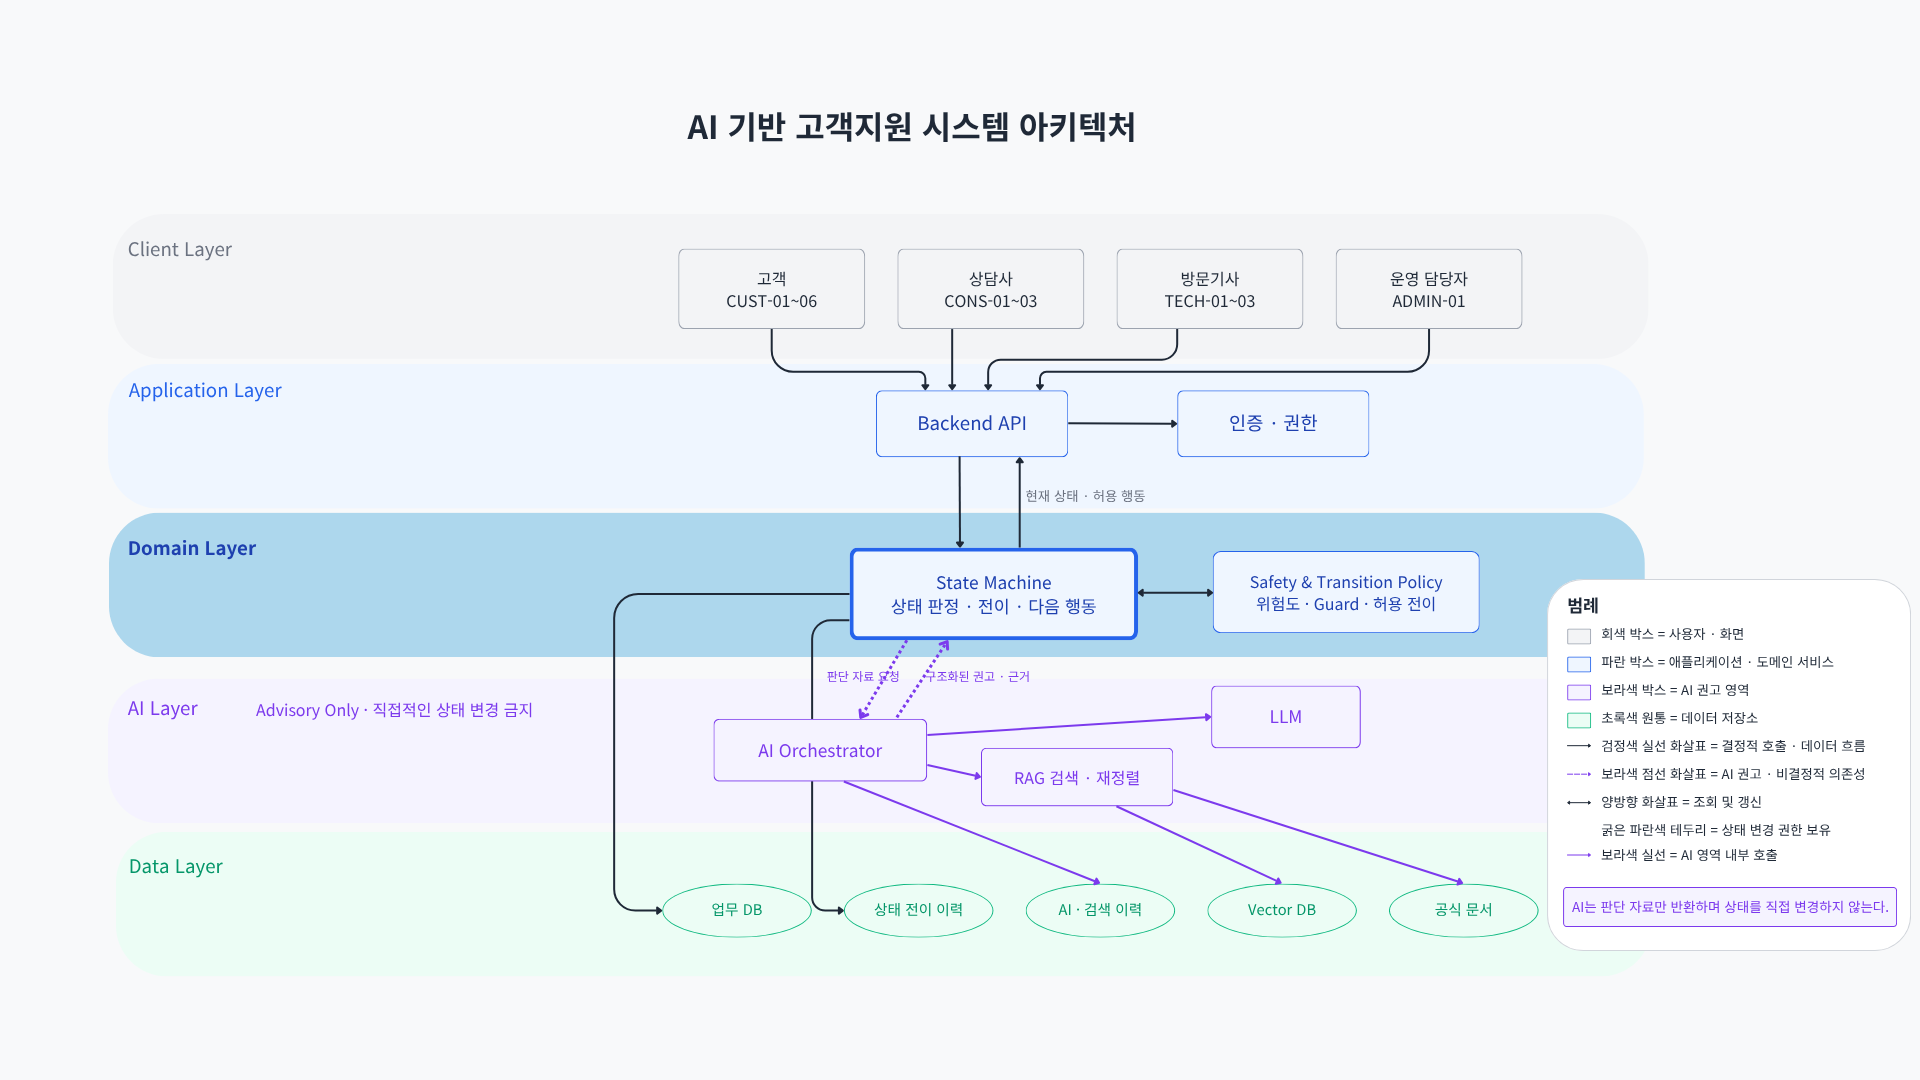 AI 기반 고객지원 시스템 아키텍처
Client Layer
고객
CUST-01~06
상담사
CONS-01~03
방문기사
TECH-01~03
운영 담당자
ADMIN-01
Application Layer
Backend API
인증 · 권한
현재 상태 · 허용 행동
Domain Layer
State Machine
상태 판정 · 전이 · 다음 행동
Safety & Transition Policy
위험도 · Guard · 허용 전이
판단 자료 요청
구조화된 권고 · 근거
AI Layer
Advisory Only · 직접적인 상태 변경 금지
AI Orchestrator
LLM
RAG 검색 · 재정렬
Data Layer
업무 DB
상태 전이 이력
AI · 검색 이력
Vector DB
공식 문서
범례
회색 박스 = 사용자 · 화면
파란 박스 = 애플리케이션 · 도메인 서비스
보라색 박스 = AI 권고 영역
초록색 원통 = 데이터 저장소
검정색 실선 화살표 = 결정적 호출 · 데이터 흐름
보라색 점선 화살표 = AI 권고 · 비결정적 의존성
양방향 화살표 = 조회 및 갱신
굵은 파란색 테두리 = 상태 변경 권한 보유
보라색 실선 = AI 영역 내부 호출
AI는 판단 자료만 반환하며 상태를 직접 변경하지 않는다.